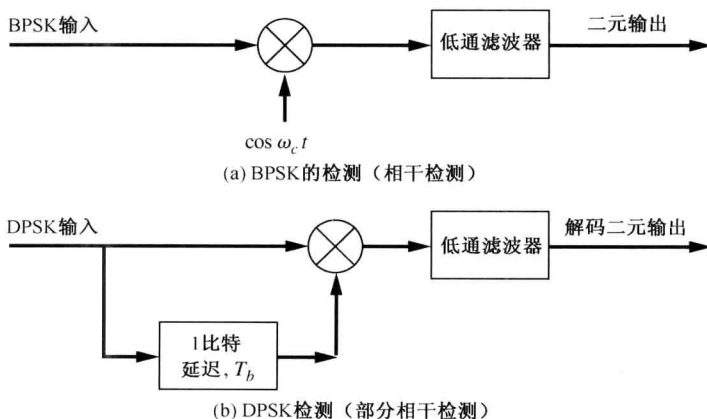 BPSK输入
低通滤波器
二元输出
cos ω_c t
(a) BPSK的检测（相干检测）
DPSK输入
低通滤波器
解码二元输出
1比特
延迟, T_b
(b) DPSK检测（部分相干检测）